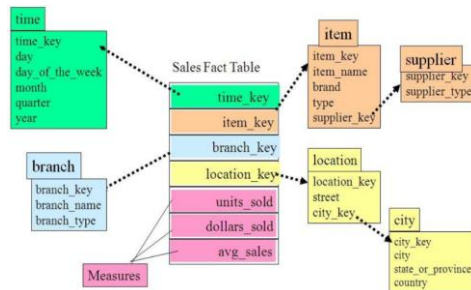 time
time_key
day
day_of_the_week
month
quarter
year
Sales Fact Table
time_key
item_key
branch_key
location_key
units_sold
dollars_sold
avg_sales
Measures
branch
branch_key
branch_name
branch_type
item
item_key
item_name
brand
type
supplier_key
supplier
supplier_key
supplier_type
location
location_key
street
city_key
city
city_key
city
state_or_province
country